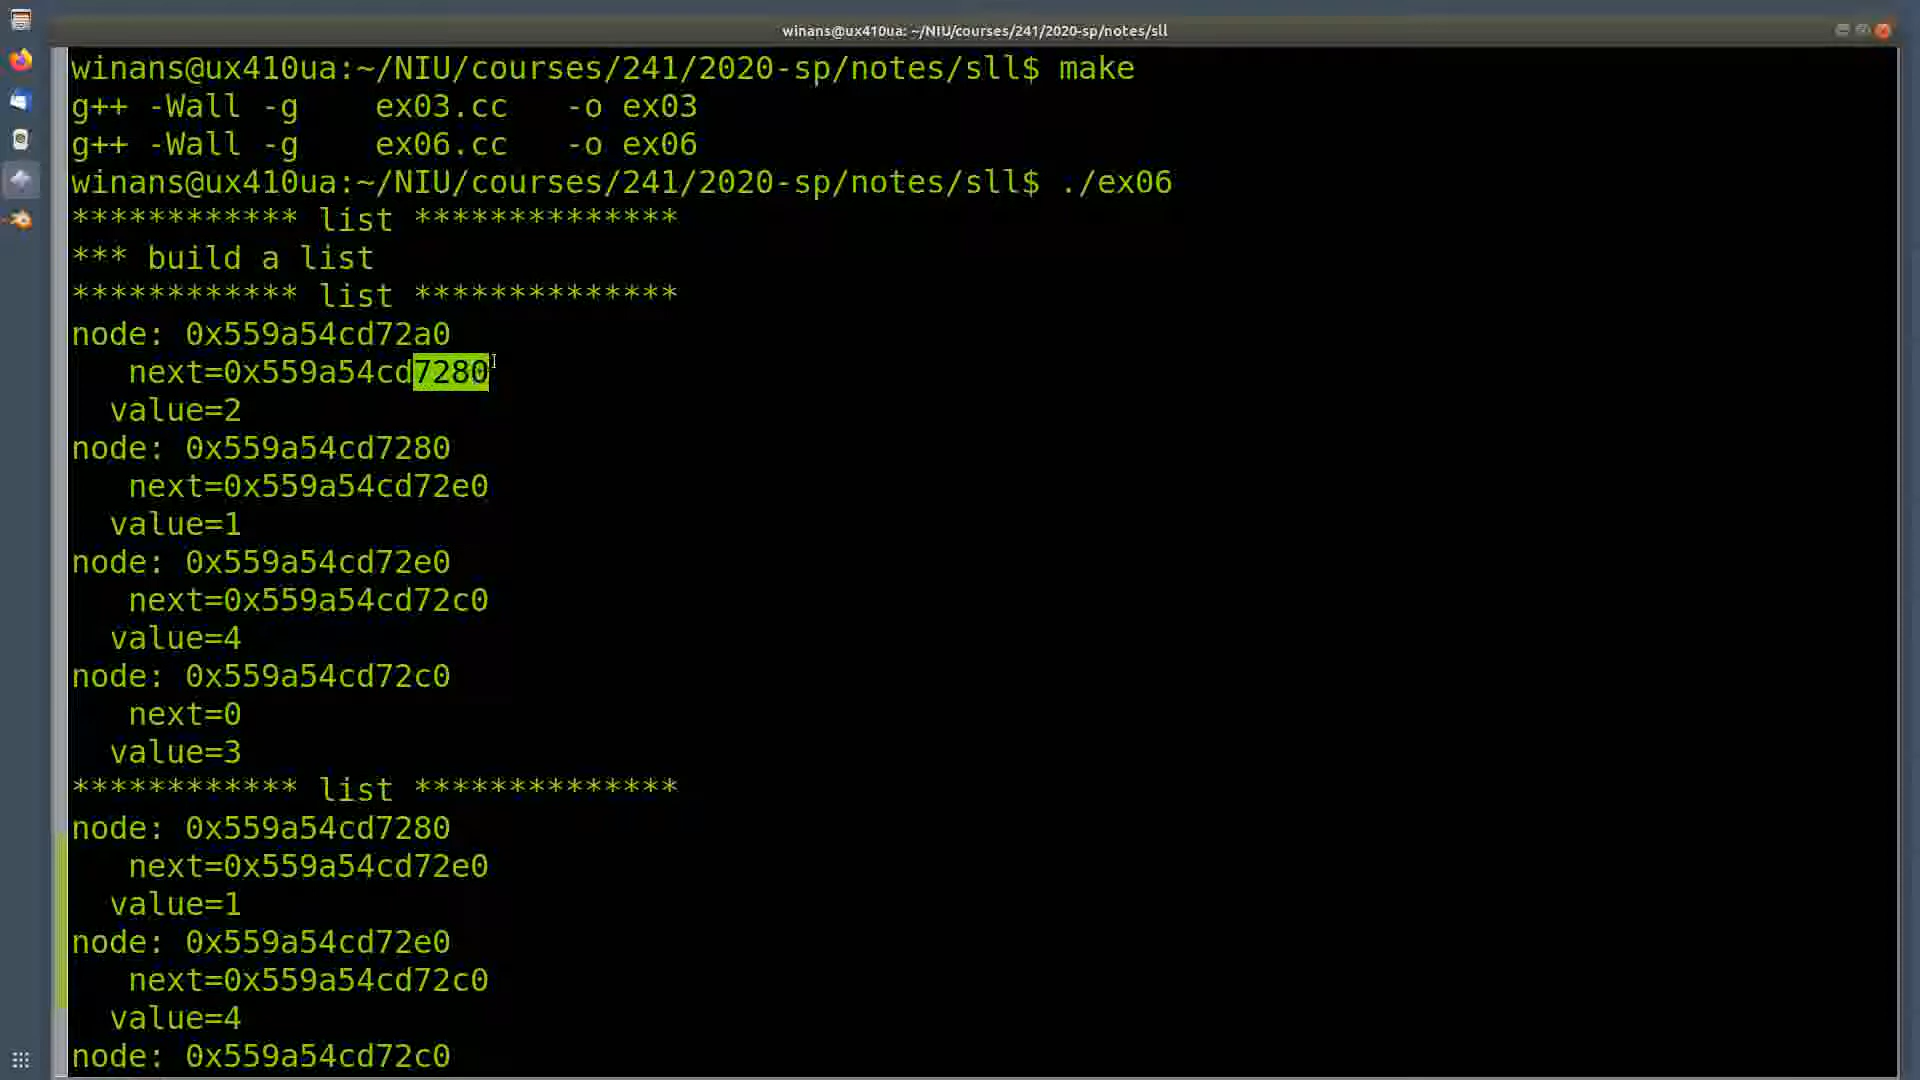 winans@ux410ua: ~/NIU/courses/241/2020-sp/notes/sll
winans@ux410ua:~/NIU/courses/241/2020-sp/notes/sll$ make
g++ -Wall -g    ex03.cc   -o ex03
g++ -Wall -g    ex06.cc   -o ex06
winans@ux410ua:~/NIU/courses/241/2020-sp/notes/sll$ ./ex06
************ list **************
*** build a list
************ list **************
node: 0x559a54cd72a0
   next=0x559a54cd7280
  value=2
node: 0x559a54cd7280
   next=0x559a54cd72e0
  value=1
node: 0x559a54cd72e0
   next=0x559a54cd72c0
  value=4
node: 0x559a54cd72c0
   next=0
  value=3
************ list **************
node: 0x559a54cd7280
   next=0x559a54cd72e0
  value=1
node: 0x559a54cd72e0
   next=0x559a54cd72c0
  value=4
node: 0x559a54cd72c0